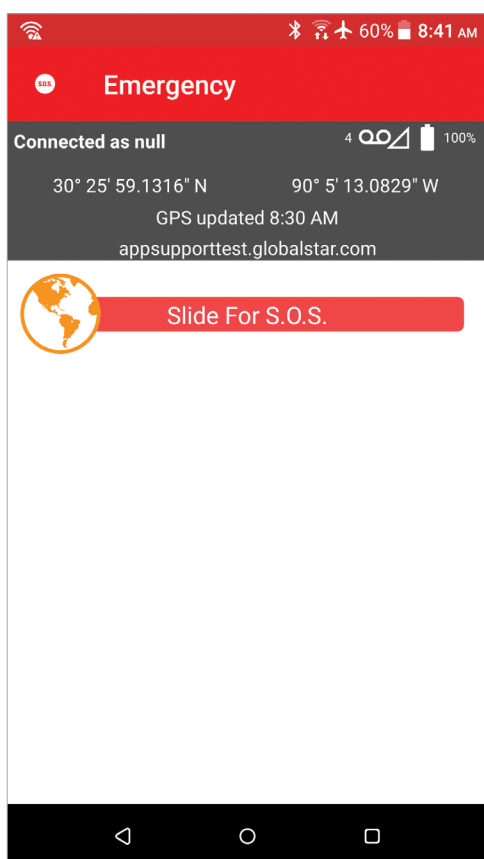 60% 8:41 AM
S.O.S. Emergency
Connected as null 4 100%
30° 25' 59.1316" N 90° 5' 13.0829" W
GPS updated 8:30 AM
appsupporttest.globalstar.com
Slide For S.O.S.